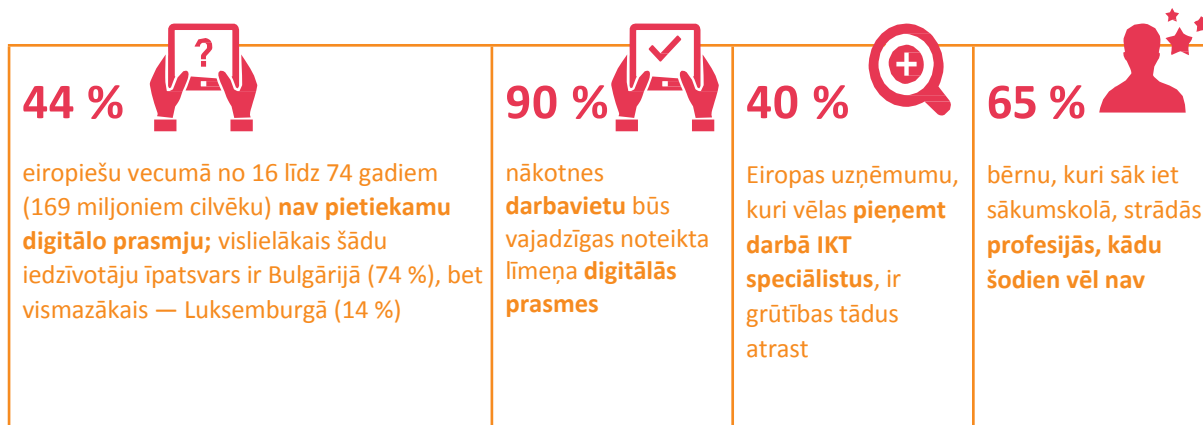 ?
44 %
eiropiešu vecumā no 16 līdz 74 gadiem
(169 miljoniem cilvēku) nav pietiekamu
digitālo prasmju; vislielākais šādu
iedzīvotāju īpatsvars ir Bulgārijā (74 %), bet
vismazākais — Luksemburgā (14 %)
90 %
nākotnes
darbavietu būs
vajadzīgas noteikta
līmeņa digitālās
prasmes
40 %
Eiropas uzņēmumu,
kuri vēlas pieņemt
darbā IKT
speciālistus, ir
grūtības tādus
atrast
65 %
bērnu, kuri sāk iet
sākumskolā, strādās
profesijās, kādu
šodien vēl nav